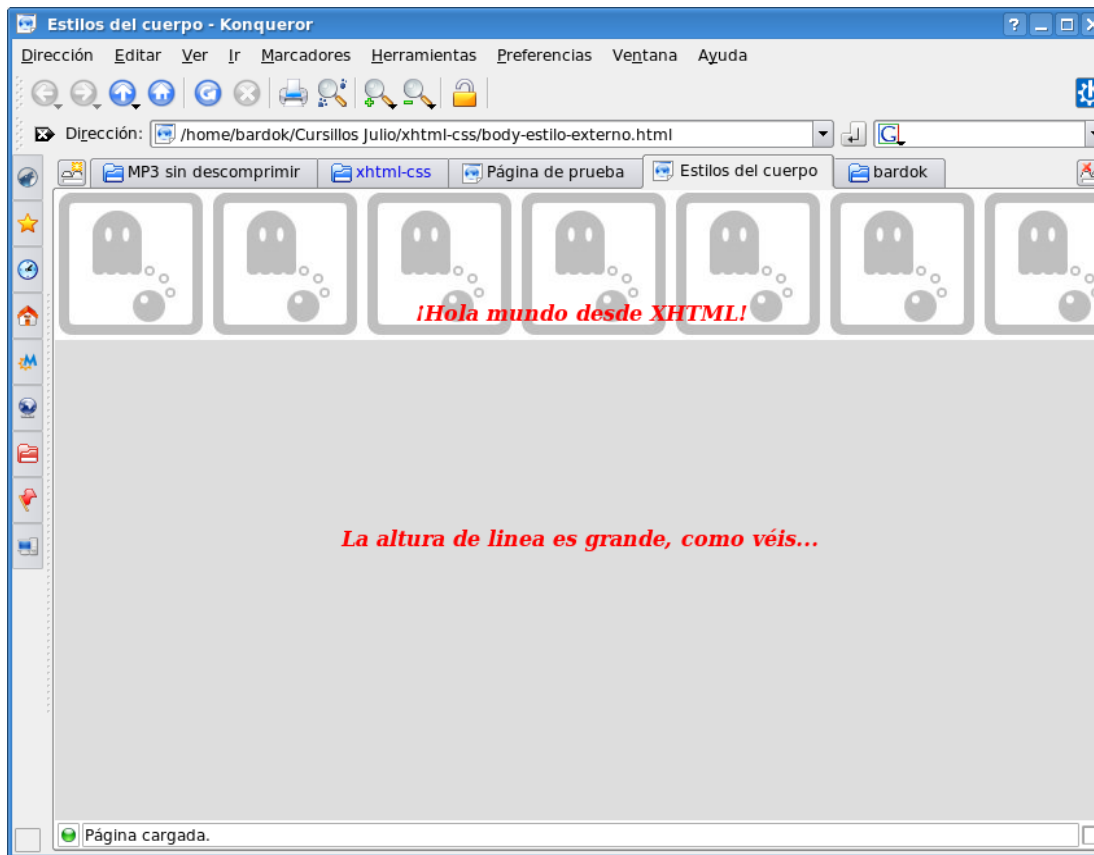 Estilos del cuerpo - Konqueror
Dirección Editar Ver Ir Marcadores Herramientas Preferencias Ventana Ayuda
Dirección: /home/bardok/Cursillos Julio/xhtml-css/body-estilo-externo.html G
MP3 sin descomprimir xhtml-css Página de prueba Estilos del cuerpo bardok
¡Hola mundo desde XHTML!
La altura de linea es grande, como véis...
Página cargada.